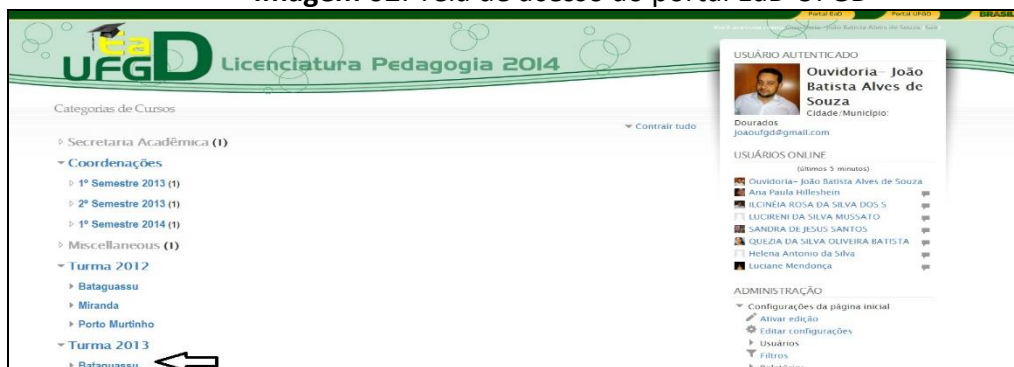 Imagem 02: Tela de acesso ao portal EaD UFGD
Portal EaD
Portal UFGD
BRASIL
EaD
UFGD
Licenciatura Pedagogia 2014
Categorias de Cursos
Contrair tudo
Secretaria Acadêmica (1)
Coordenações
1º Semestre 2013 (1)
2º Semestre 2013 (1)
1º Semestre 2014 (1)
Miscellaneous (1)
Turma 2012
Bataguassu
Miranda
Porto Murtinho
Turma 2013
Bataguassu
USUÁRIO AUTENTICADO
Ouvidoria- João
Batista Alves de
Souza
Cidade/Município:
Dourados
joaoufgd@gmail.com
USUÁRIOS ONLINE
(últimos 5 minutos)
Ouvidoria- João Batista Alves de Souza
Ana Paula Hilleshein
ILCINÉIA ROSA DA SILVA DOS S
LUCIRENI DA SILVA MUSSATO
SANDRA DE JESUS SANTOS
QUEZIA DA SILVA OLIVEIRA BATISTA
Helena Antonio da Silva
Luciane Mendonça
ADMINISTRAÇÃO
Configurações da página inicial
Ativar edição
Editar configurações
Usuários
Filtros
Relatórios